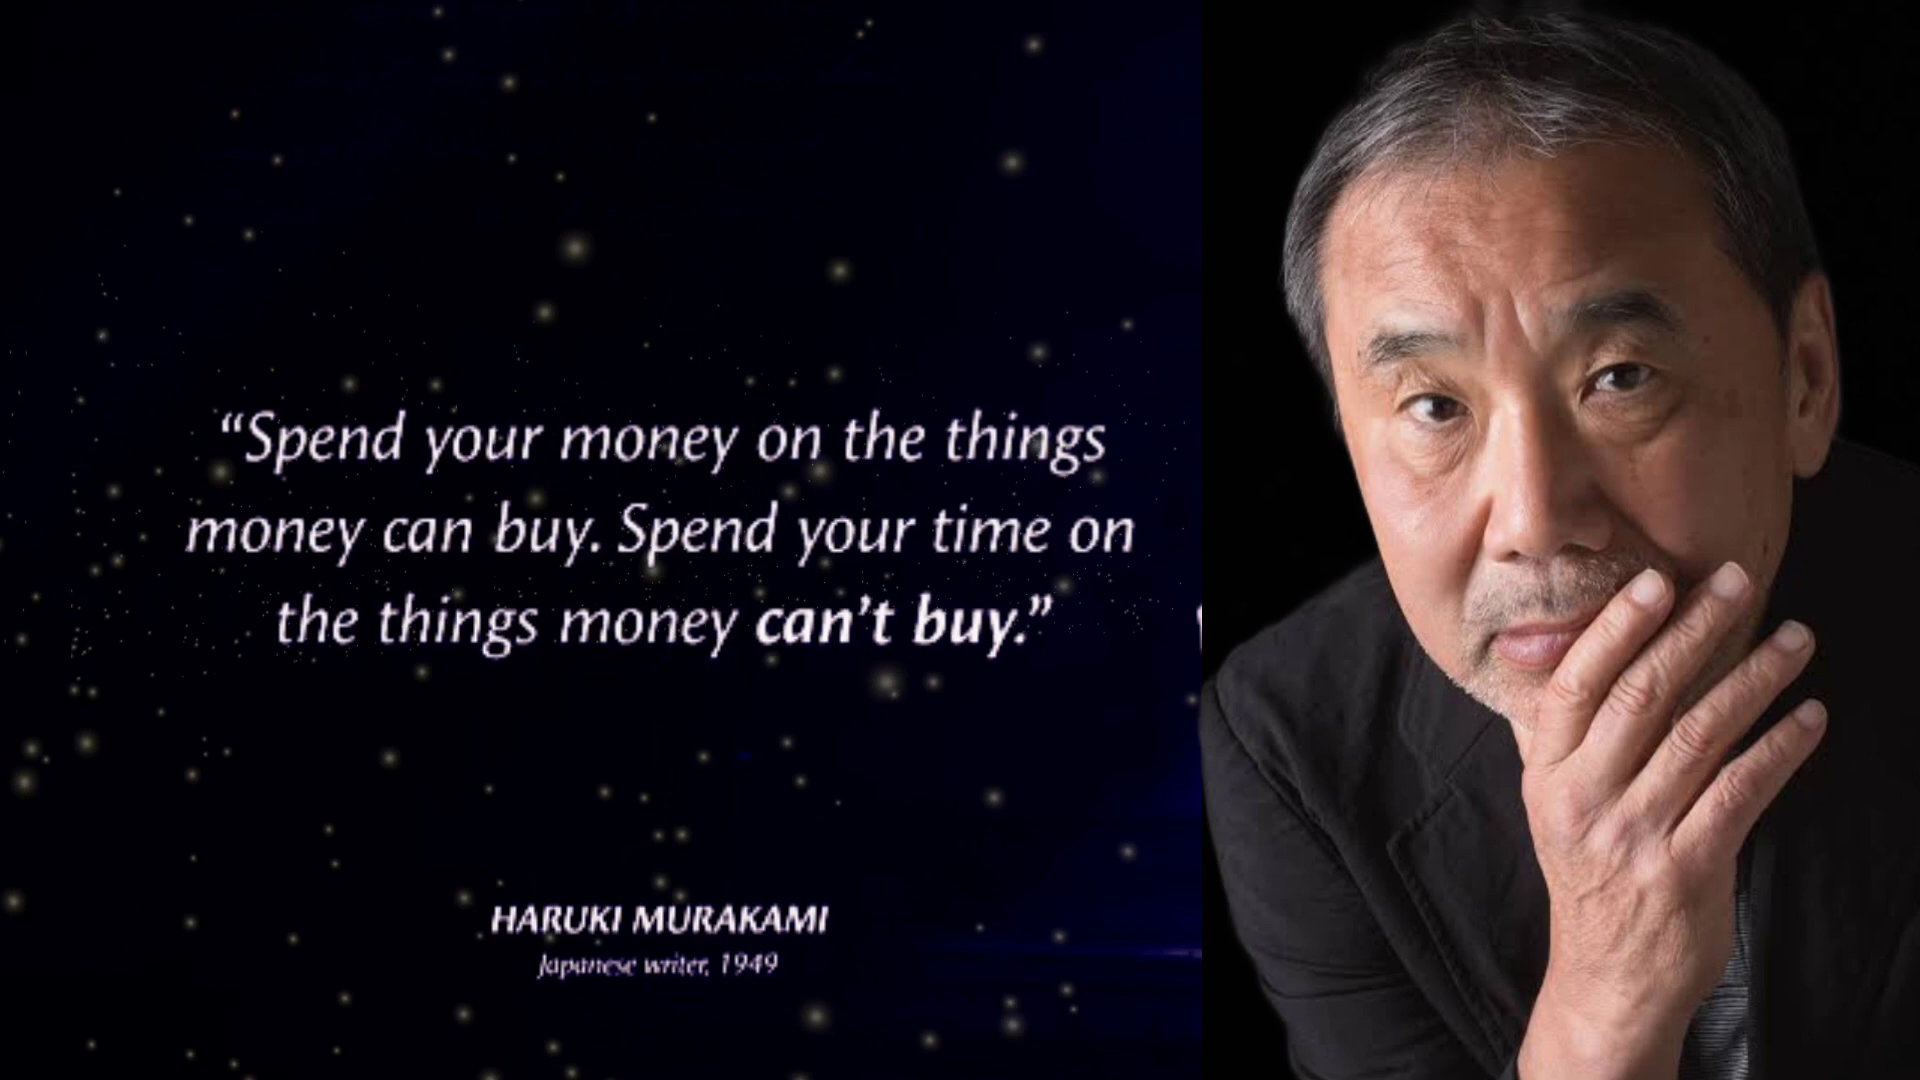 “Spend your money on the things
money can buy. Spend your time on
the things money can’t buy.”
HARUKI MURAKAMI
Japanese writer, 1949